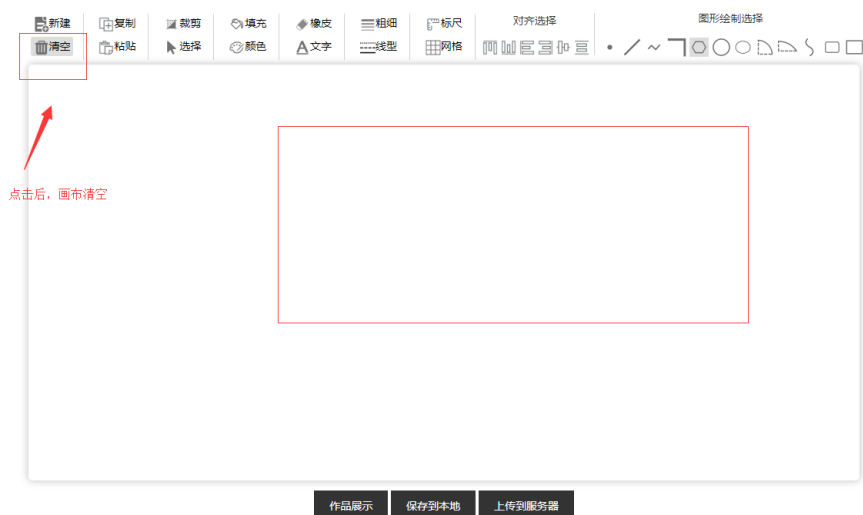 新建 复制 裁剪 填充 橡皮 粗细 标尺 对齐选择 图形绘制选择
清空 粘贴 选择 颜色 文字 线型 网格
点击后，画布清空
作品展示 保存到本地 上传到服务器